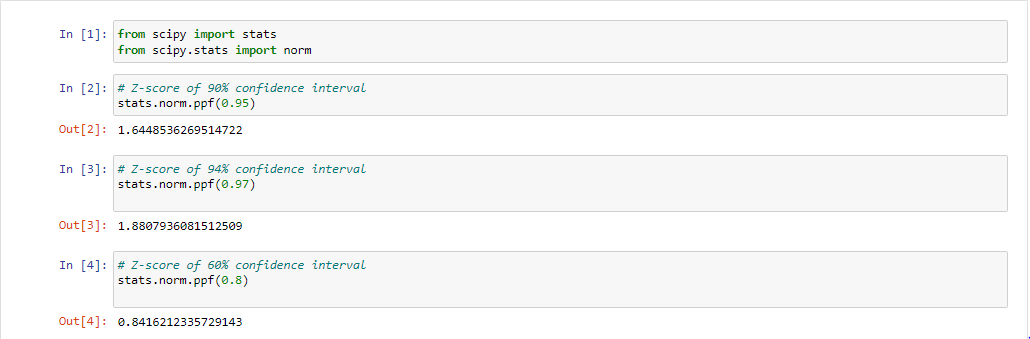 In [1]: from scipy import stats
from scipy.stats import norm
In [2]: # Z-score of 90% confidence interval
stats.norm.ppf(0.95)
Out[2]: 1.6448536269514722
In [3]: # Z-score of 94% confidence interval
stats.norm.ppf(0.97)
Out[3]: 1.8807936081512509
In [4]: # Z-score of 60% confidence interval
stats.norm.ppf(0.8)
Out[4]: 0.8416212335729143